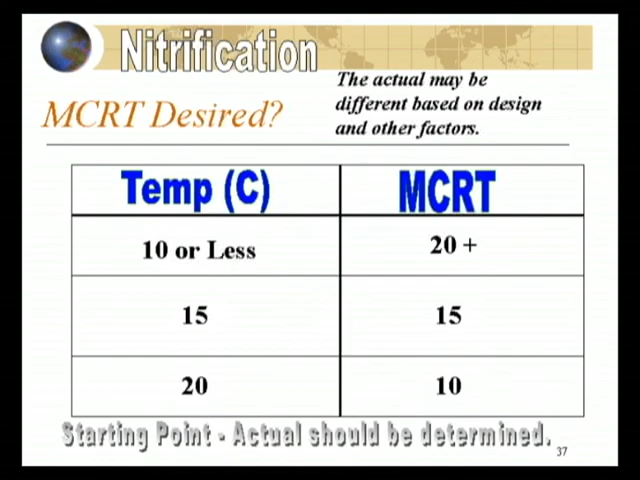 Nitrification
MCRT Desired?
The actual may be
different based on design
and other factors.
Temp (C) MCRT
10 or Less 20 +
15 15
20 10
Starting Point - Actual should be determined.
37